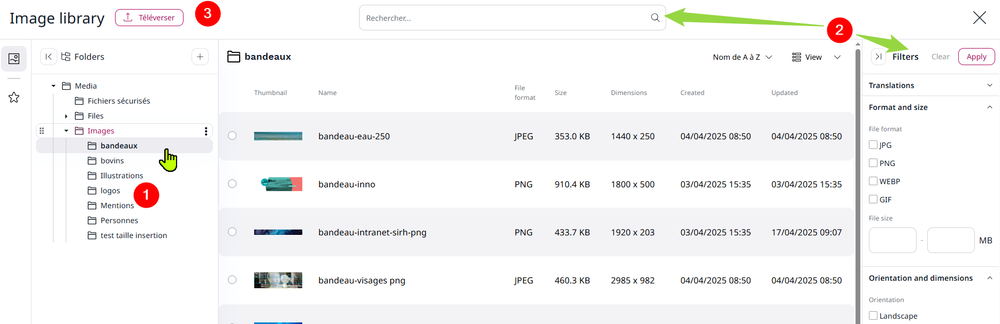 Image library
Téléverser
3
Rechercher...
2
Folders
Media
Fichiers sécurisés
Files
Images
bandeaux
bovins
Illustrations
logos
1
Mentions
Personnes
test taille insertion
bandeaux
Nom de A à Z
View
Thumbnail Name File format Size Dimensions Created Updated
bandeau-eau-250 JPEG 353.0 KB 1440 x 250 04/04/2025 08:50 04/04/2025 08:50
bandeau-inno PNG 910.4 KB 1800 x 500 03/04/2025 15:35 03/04/2025 15:35
bandeau-intranet-sirh-png PNG 433.7 KB 1920 x 203 03/04/2025 15:35 17/04/2025 09:07
bandeau-visages png JPEG 460.3 KB 2985 x 982 04/04/2025 08:50 04/04/2025 08:50
Filters Clear Apply
Translations
Format and size
File format
JPG
PNG
WEBP
GIF
File size
- MB
Orientation and dimensions
Orientation
Landscape